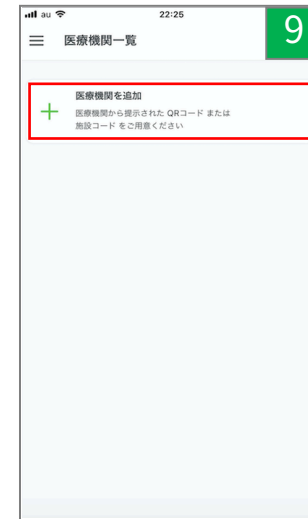 au 22:25
9
医療機関一覧
医療機関を追加
医療機関から提示された QRコード または
施設コード をご用意ください